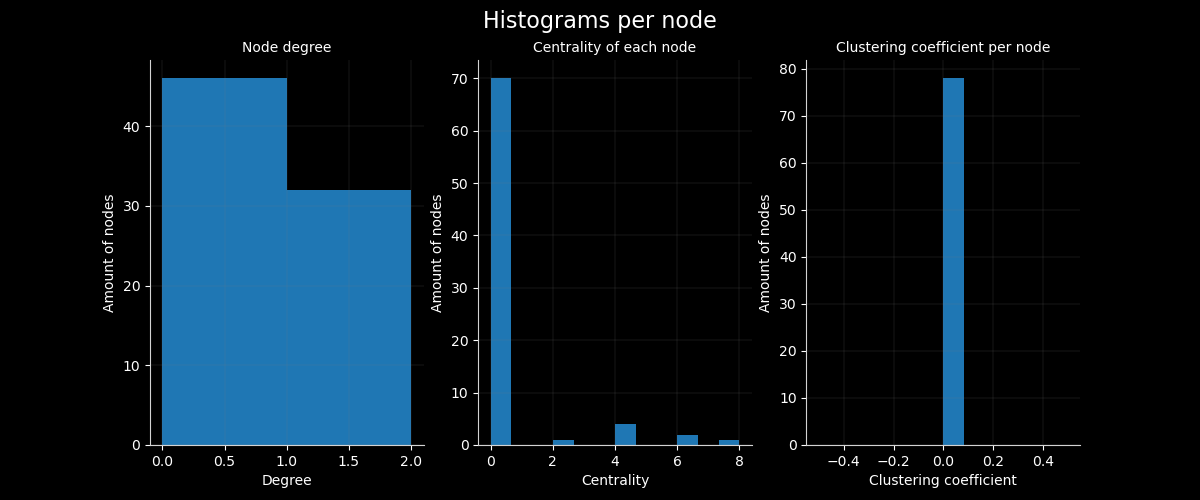 Histograms per node
Node degree
Centrality of each node
Clustering coefficient per node
Amount of nodes
40
30
20
10
0
0.0 0.5 1.0 1.5 2.0
Degree
Amount of nodes
70
60
50
40
30
20
10
0
0 2 4 6 8
Centrality
Amount of nodes
80
70
60
50
40
30
20
10
0
−0.4 −0.2 0.0 0.2 0.4
Clustering coefficient